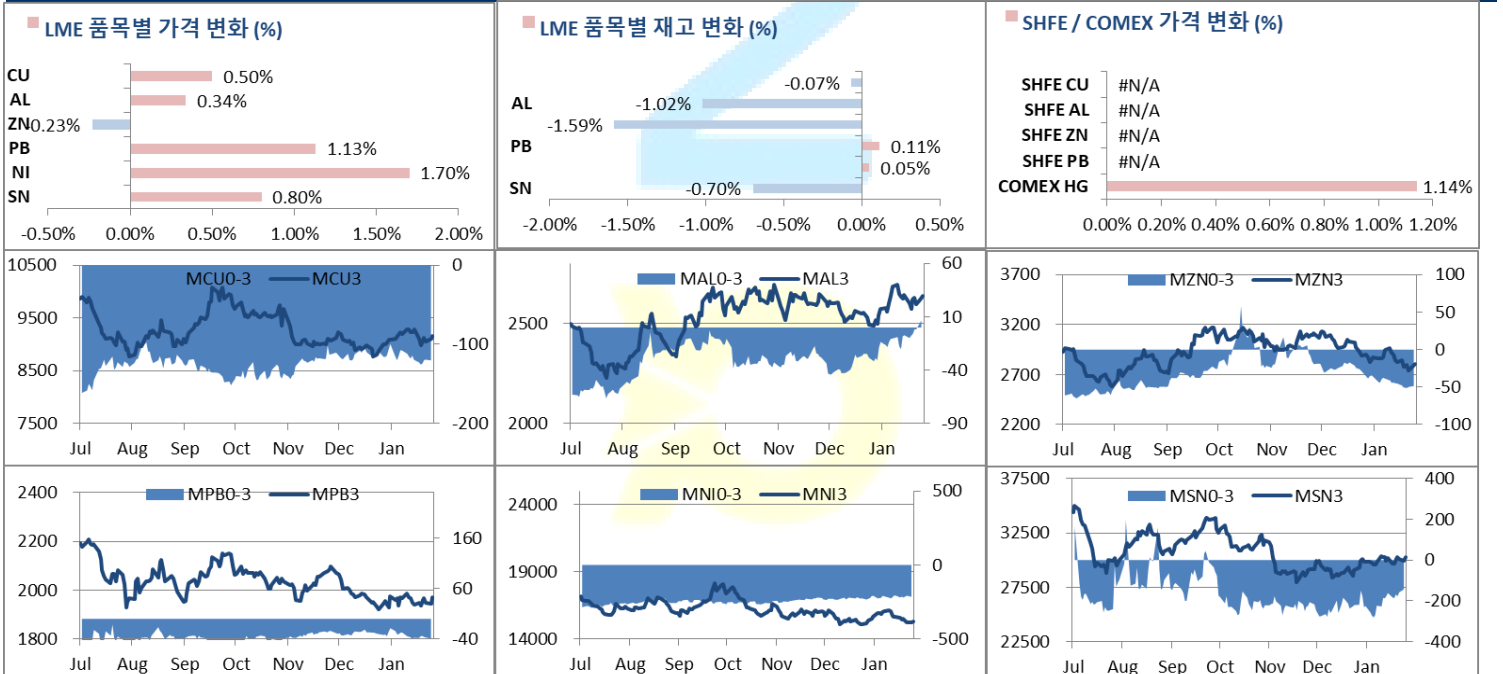 LME 품목별 가격 변화 (%)
CU
0.50%
AL
0.34%
ZN
-0.23%
PB
1.13%
NI
1.70%
SN
0.80%
-0.50% 0.00% 0.50% 1.00% 1.50% 2.00%
LME 품목별 재고 변화 (%)
-0.07%
AL
-1.02%
-1.59%
PB
0.11%
0.05%
SN
-0.70%
-2.00% -1.50% -1.00% -0.50% 0.00% 0.50%
SHFE / COMEX 가격 변화 (%)
SHFE CU #N/A
SHFE AL #N/A
SHFE ZN #N/A
SHFE PB #N/A
COMEX HG 1.14%
0.00% 0.20% 0.40% 0.60% 0.80% 1.00% 1.20%
MCU0-3 MCU3
10500 0
9500
-100
8500
7500 -200
Jul Aug Sep Oct Nov Dec Jan
MAL0-3 MAL3
60
2500 10
-40
2000 -90
Jul Aug Sep Oct Nov Dec Jan
MZN0-3 MZN3
3700 100
50
3200
0
2700
-50
2200 -100
Jul Aug Sep Oct Nov Dec Jan
MPB0-3 MPB3
2400
2200 160
2000 60
1800 -40
Jul Aug Sep Oct Nov Dec Jan
MNI0-3 MNI3
24000 500
19000 0
14000 -500
Jul Aug Sep Oct Nov Dec Jan
MSN0-3 MSN3
37500 400
32500 200
0
27500
-200
22500 -400
Jul Aug Sep Oct Nov Dec Jan